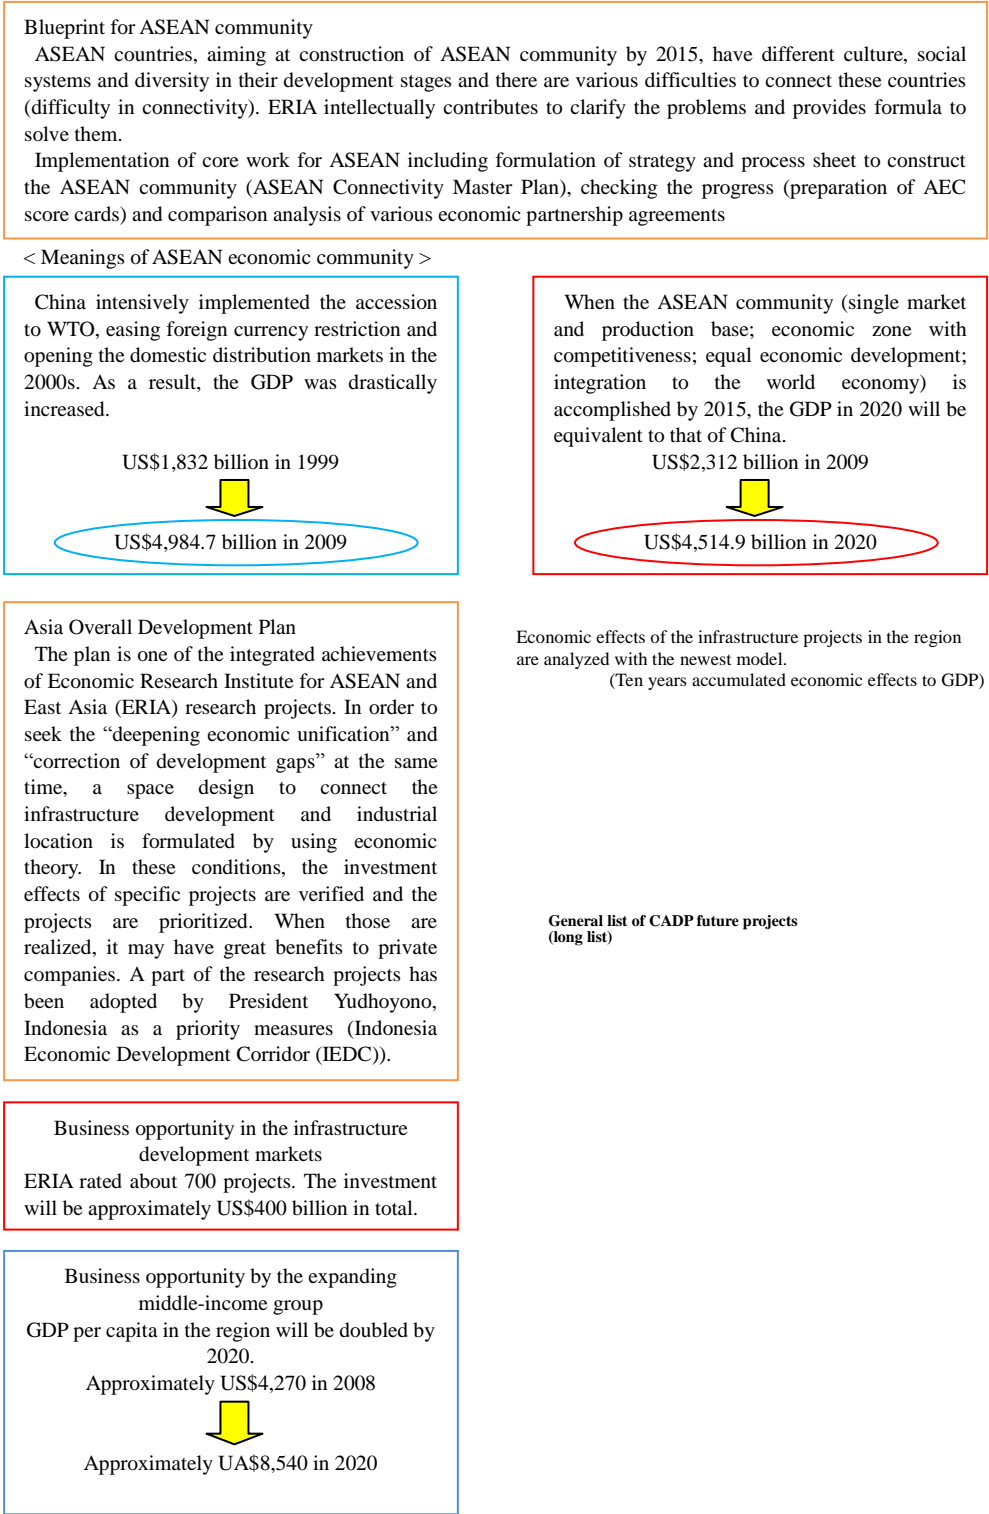 Blueprint for ASEAN community
ASEAN countries, aiming at construction of ASEAN community by 2015, have different culture, social
systems and diversity in their development stages and there are various difficulties to connect these countries
(difficulty in connectivity). ERIA intellectually contributes to clarify the problems and provides formula to
solve them.
Implementation of core work for ASEAN including formulation of strategy and process sheet to construct
the ASEAN community (ASEAN Connectivity Master Plan), checking the progress (preparation of AEC
score cards) and comparison analysis of various economic partnership agreements
< Meanings of ASEAN economic community >
China intensively implemented the accession
to WTO, easing foreign currency restriction and
opening the domestic distribution markets in the
2000s. As a result, the GDP was drastically
increased.
US$1,832 billion in 1999
US$4,984.7 billion in 2009
When the ASEAN community (single market
and production base; economic zone with
competitiveness; equal economic development;
integration to the world economy) is
accomplished by 2015, the GDP in 2020 will be
equivalent to that of China.
US$2,312 billion in 2009
US$4,514.9 billion in 2020
Asia Overall Development Plan
The plan is one of the integrated achievements
of Economic Research Institute for ASEAN and
East Asia (ERIA) research projects. In order to
seek the “deepening economic unification” and
“correction of development gaps” at the same
time, a space design to connect the
infrastructure development and industrial
location is formulated by using economic
theory. In these conditions, the investment
effects of specific projects are verified and the
projects are prioritized. When those are
realized, it may have great benefits to private
companies. A part of the research projects has
been adopted by President Yudhoyono,
Indonesia as a priority measures (Indonesia
Economic Development Corridor (IEDC)).
Economic effects of the infrastructure projects in the region
are analyzed with the newest model.
(Ten years accumulated economic effects to GDP)
General list of CADP future projects
(long list)
Business opportunity in the infrastructure
development markets
ERIA rated about 700 projects. The investment
will be approximately US$400 billion in total.
Business opportunity by the expanding
middle-income group
GDP per capita in the region will be doubled by
2020.
Approximately US$4,270 in 2008
Approximately UA$8,540 in 2020